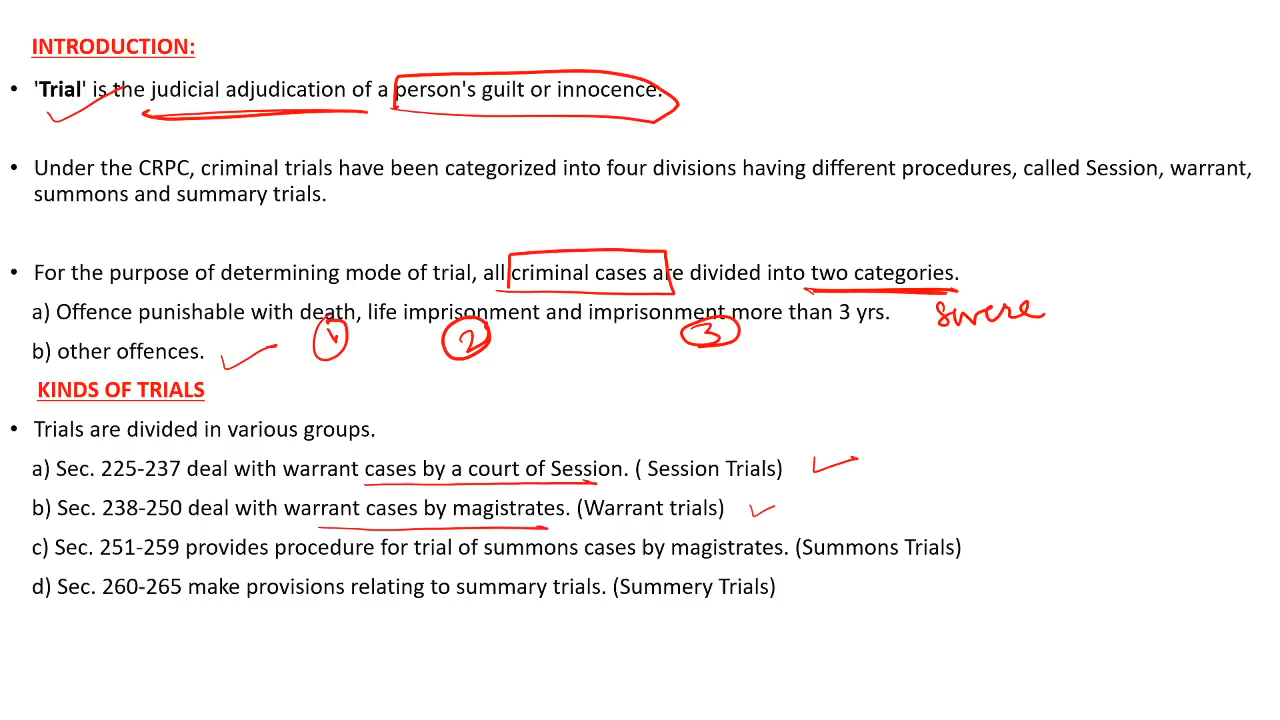 INTRODUCTION:
• 'Trial' is the judicial adjudication of a person's guilt or innocence.
• Under the CRPC, criminal trials have been categorized into four divisions having different procedures, called Session, warrant,
summons and summary trials.
• For the purpose of determining mode of trial, all criminal cases are divided into two categories.
a) Offence punishable with death, life imprisonment and imprisonment more than 3 yrs.
1 2 3
b) other offences.
KINDS OF TRIALS
• Trials are divided in various groups.
a) Sec. 225-237 deal with warrant cases by a court of Session. ( Session Trials)
b) Sec. 238-250 deal with warrant cases by magistrates. (Warrant trials)
c) Sec. 251-259 provides procedure for trial of summons cases by magistrates. (Summons Trials)
d) Sec. 260-265 make provisions relating to summary trials. (Summery Trials)